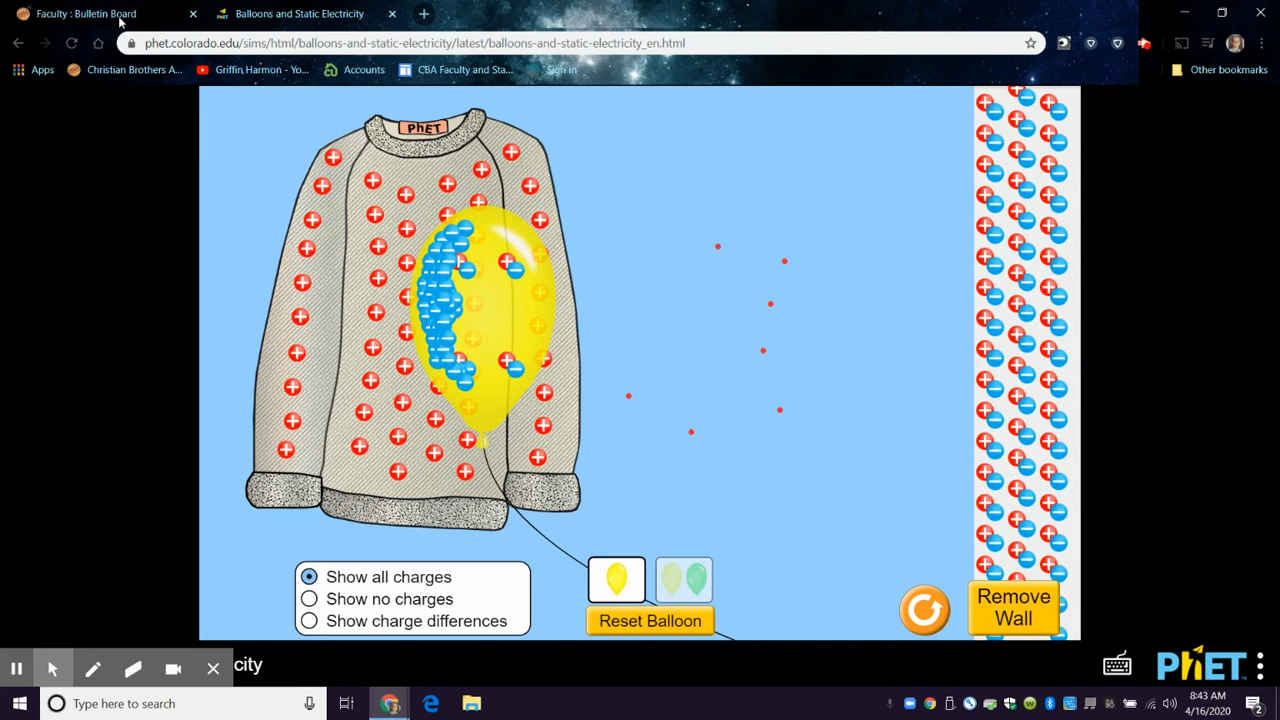 Faculty : Bulletin Board
Balloons and Static Electricity
phet.colorado.edu/sims/html/balloons-and-static-electricity/latest/balloons-and-static-electricity_en.html
Apps
Christian Brothers A...
Griffin Harmon - Yo...
Accounts
CBA Faculty and Sta...
Sign in
Other bookmarks
PhET
Show all charges
Show no charges
Show charge differences
Reset Balloon
Remove
Wall
city
PhET
Type here to search
8:43 AM
4/16/2020
2